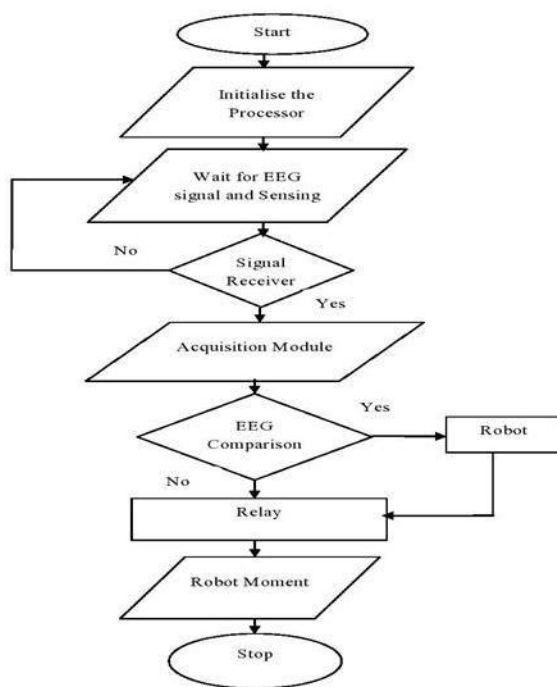 Start
Initialise the
Processor
Wait for EEG
signal and Sensing
No
Signal
Receiver
Yes
Acquisition Module
Yes
EEG
Comparison
Robot
No
Relay
Robot Moment
Stop